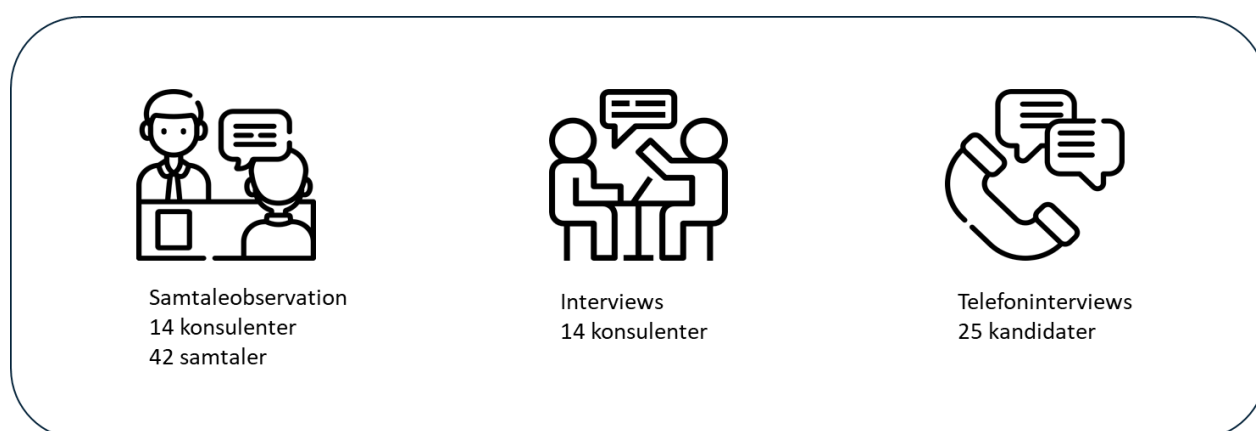 Samtaleobservation
14 konsulenter
42 samtaler
Interviews
14 konsulenter
Telefoninterviews
25 kandidater